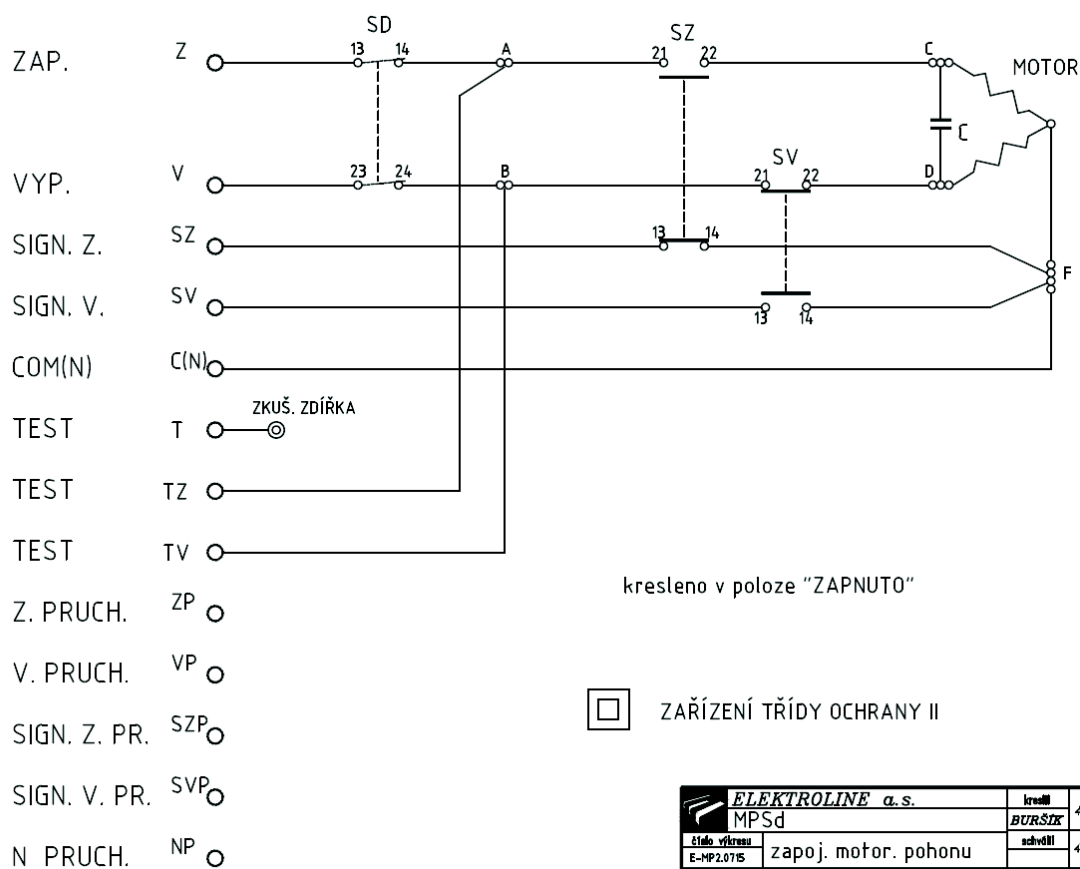 SD
SZ
ZAP.
Z
13
14
A
21
22
C
MOTOR
C
VYP.
V
23
24
B
SV
21
22
D
SIGN. Z.
SZ
13
14
F
SIGN. V.
SV
13
14
COM(N)
C(N)
TEST
T
ZKUŠ. ZDÍŘKA
TEST
TZ
TEST
TV
kresleno v poloze "ZAPNUTO"
Z. PRUCH.
ZP
V. PRUCH.
VP
ZAŘÍZENÍ TŘÍDY OCHRANY II
SIGN. Z. PR.
SZP
SIGN. V. PR.
SVP
N PRUCH.
NP
ELEKTROLINE a.s.
kreslil
MPSd
BURŠÍK
číslo výkresu
schválil
E-MP2.0715
zapoj. motor. pohonu